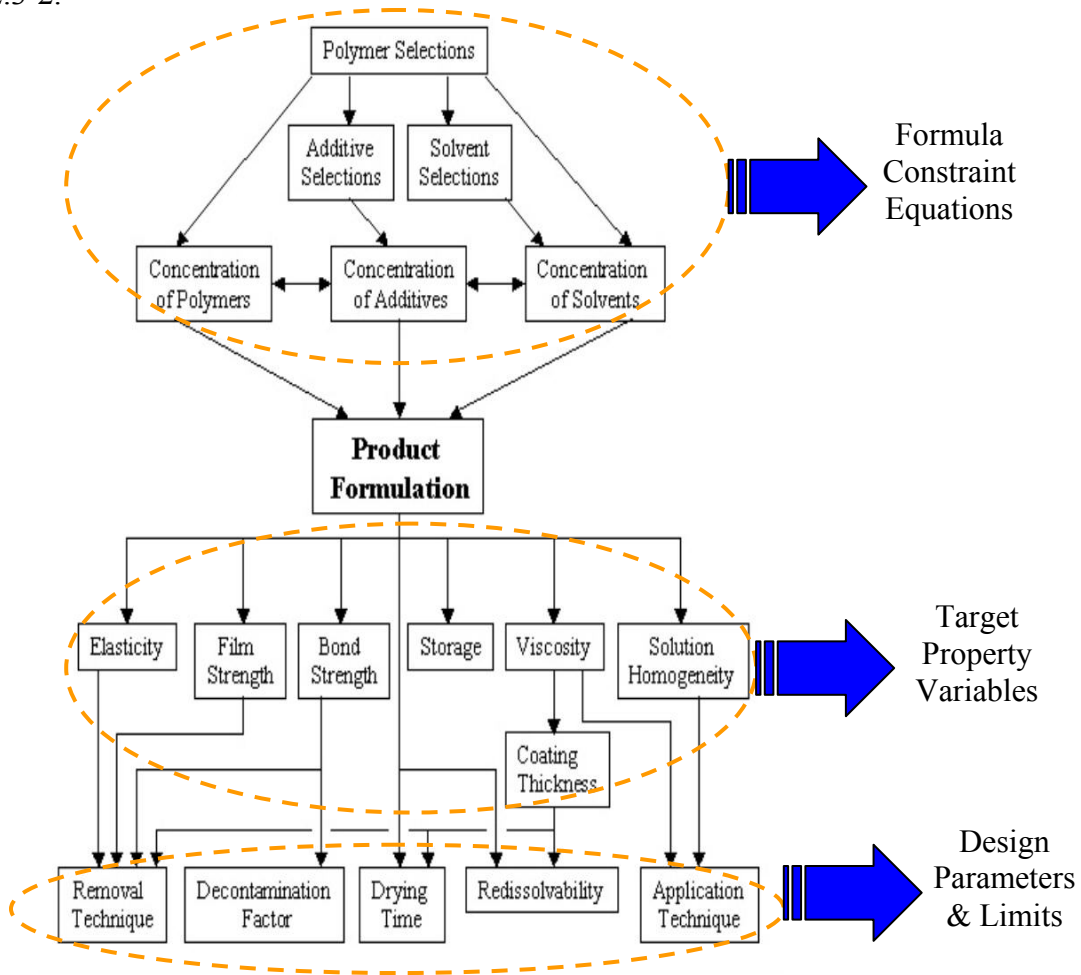 Polymer Selections
Additive
Selections
Solvent
Selections
Formula
Constraint
Equations
Concentration
of Polymers
Concentration
of Additives
Concentration
of Solvents
Product
Formulation
Elasticity
Film
Strength
Bond
Strength
Storage
Viscosity
Solution
Homogeneity
Target
Property
Variables
Coating
Thickness
Removal
Technique
Decontamination
Factor
Drying
Time
Redissolvability
Application
Technique
Design
Parameters
& Limits